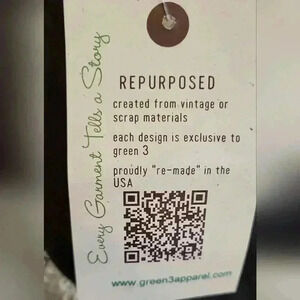 Every Garment Tells a Story
REPURPOSED
created from vintage or
scrap materials
each design is exclusive to
green 3
proudly "re-made" in the
USA
www.green3apparel.com